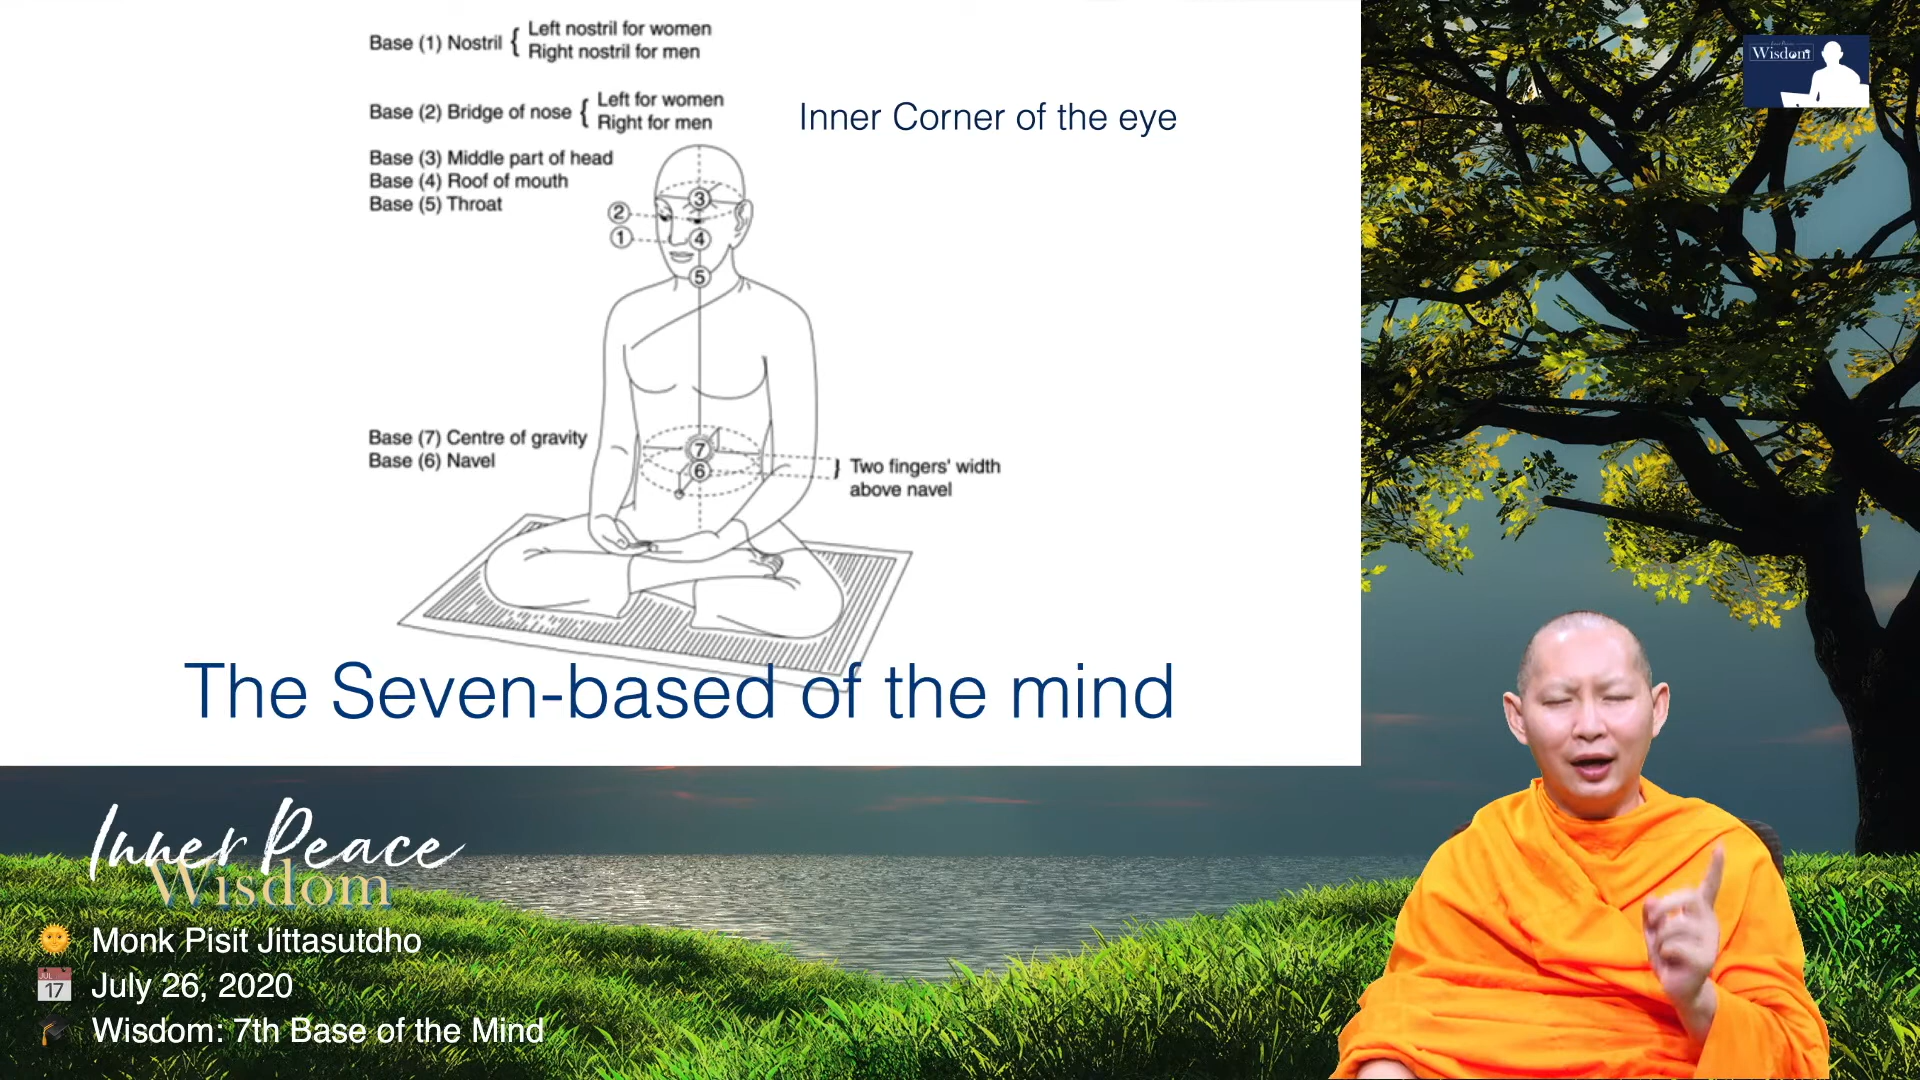 Base (1) Nostril { Left nostril for women
Right nostril for men
Base (2) Bridge of nose { Left for women
Right for men
Inner Corner of the eye
Base (3) Middle part of head
Base (4) Roof of mouth
Base (5) Throat
3
2
1
4
5
Base (7) Centre of gravity
Base (6) Navel
7
6
} Two fingers' width
above navel
The Seven-based of the mind
Wisdom
Inner Peace
Wisdom
Monk Pisit Jittasutdho
JUL
17
July 26, 2020
Wisdom: 7th Base of the Mind